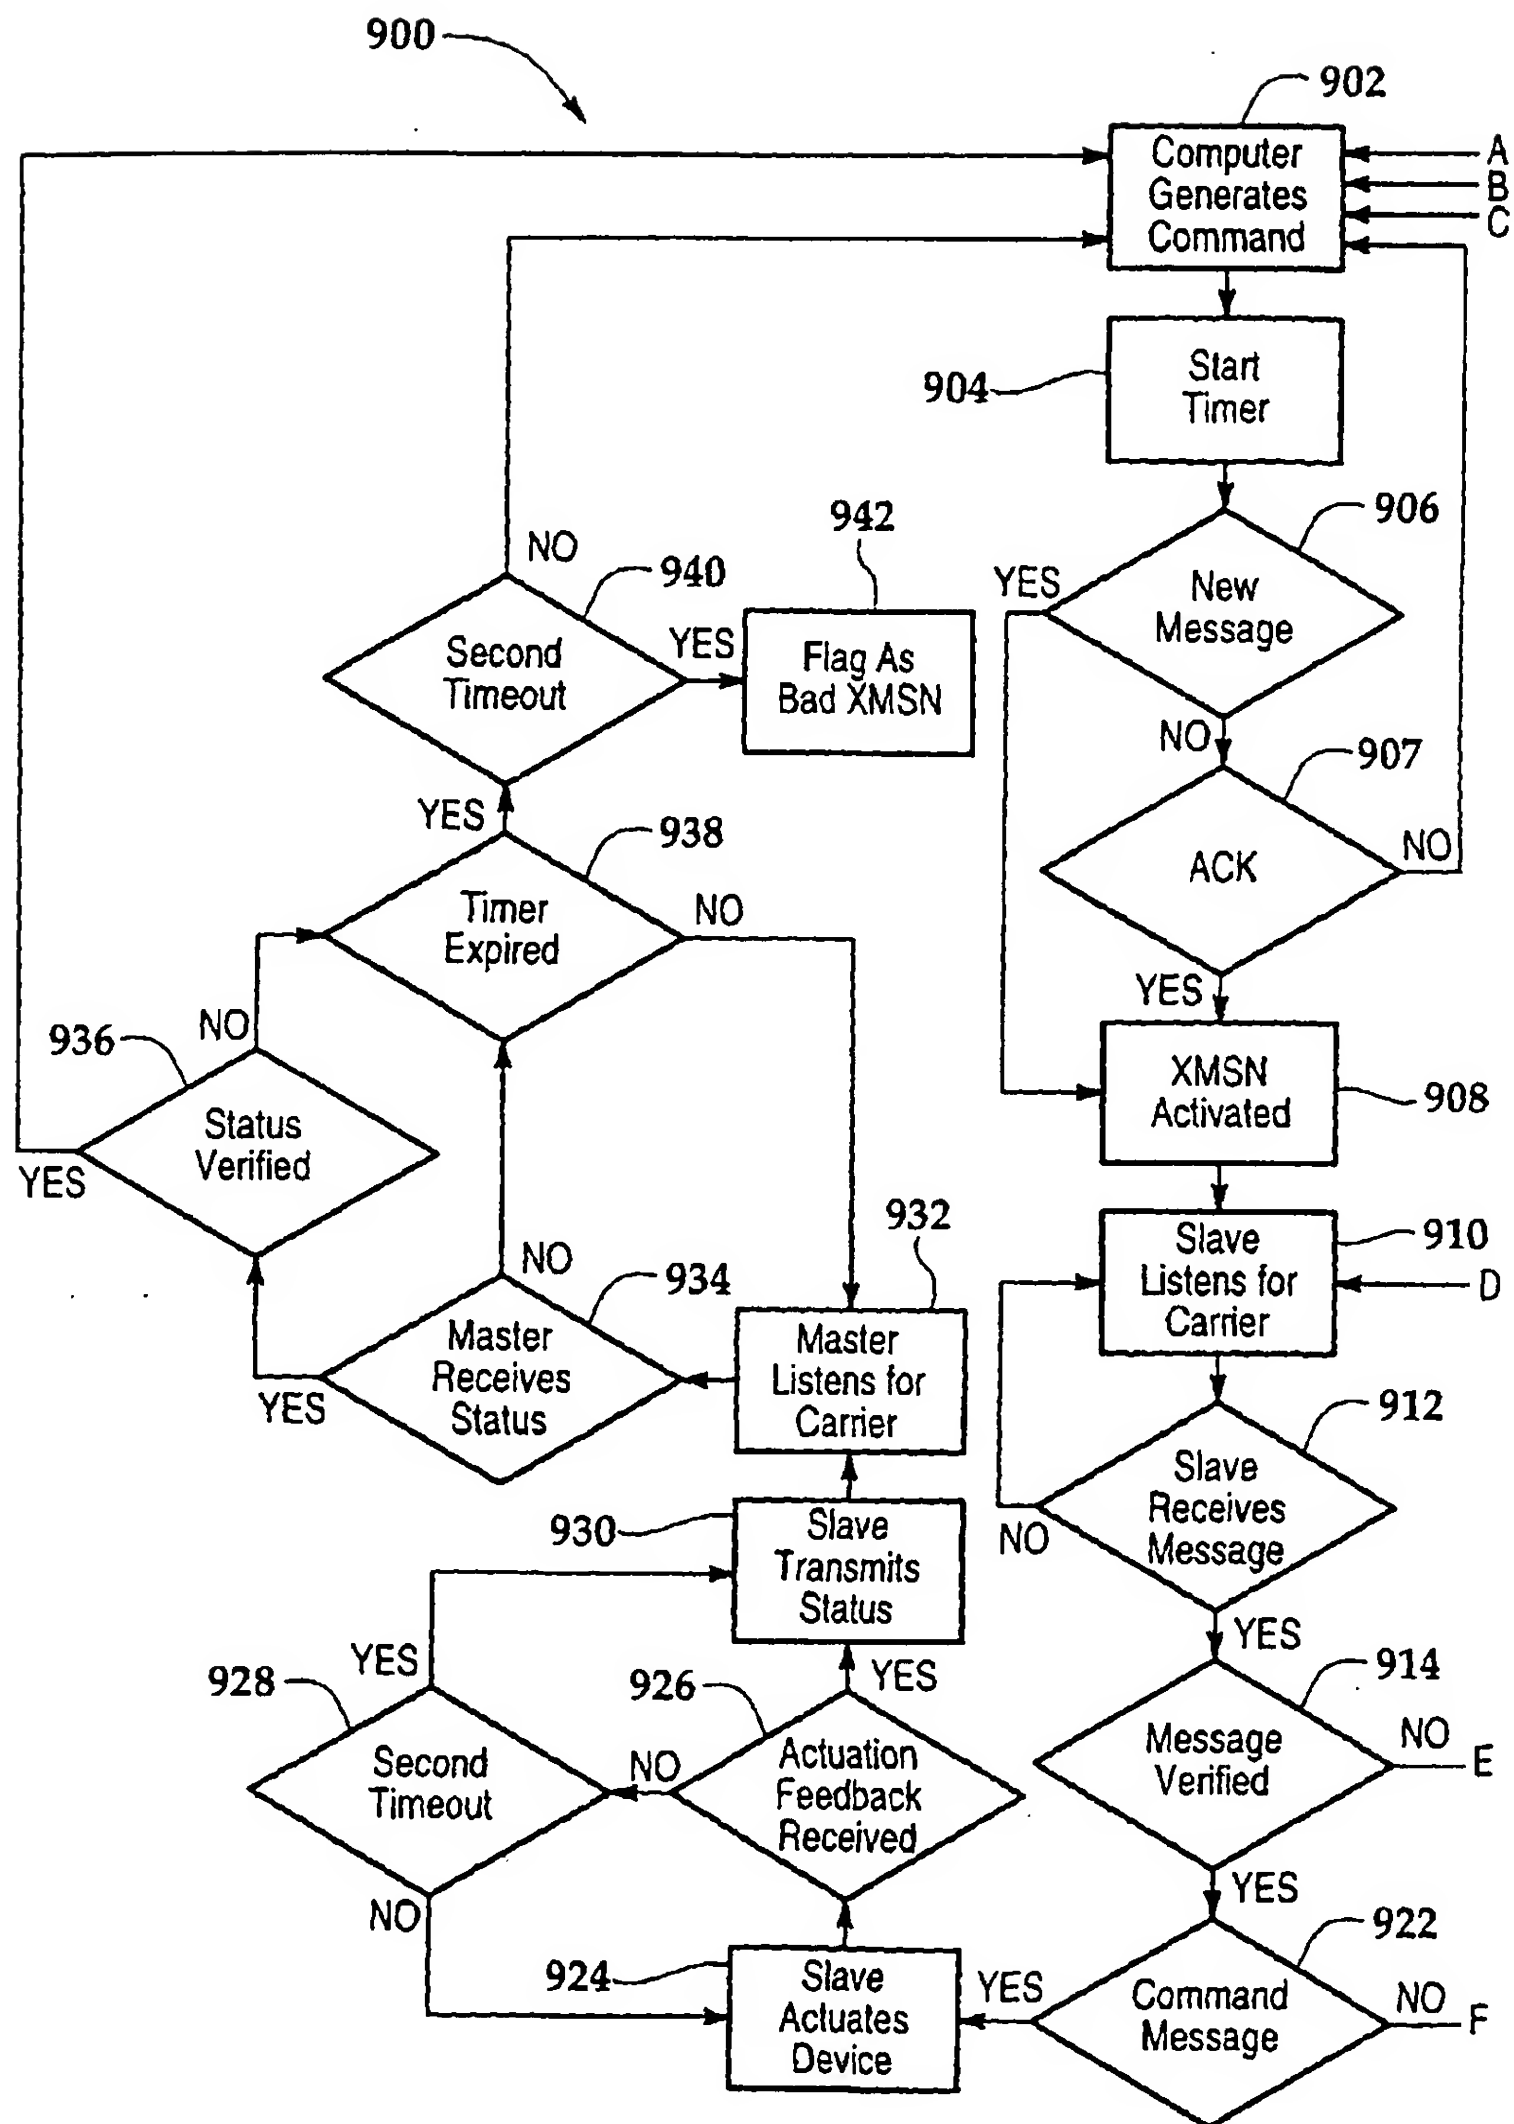 900
902
Computer
Generates
Command
A
B
C
904
Start
Timer
906
YES
New
Message
NO
907
ACK
NO
YES
XMSN
Activated
908
Slave
Listens for
Carrier
910
D
912
Slave
Receives
Message
NO
YES
914
Message
Verified
NO
E
YES
922
Command
Message
NO
F
YES
924
Slave
Actuates
Device
926
Actuation
Feedback
Received
YES
NO
928
Second
Timeout
YES
NO
930
Slave
Transmits
Status
932
Master
Listens for
Carrier
934
Master
Receives
Status
NO
YES
936
Status
Verified
NO
YES
938
Timer
Expired
NO
YES
940
Second
Timeout
NO
YES
942
Flag As
Bad XMSN